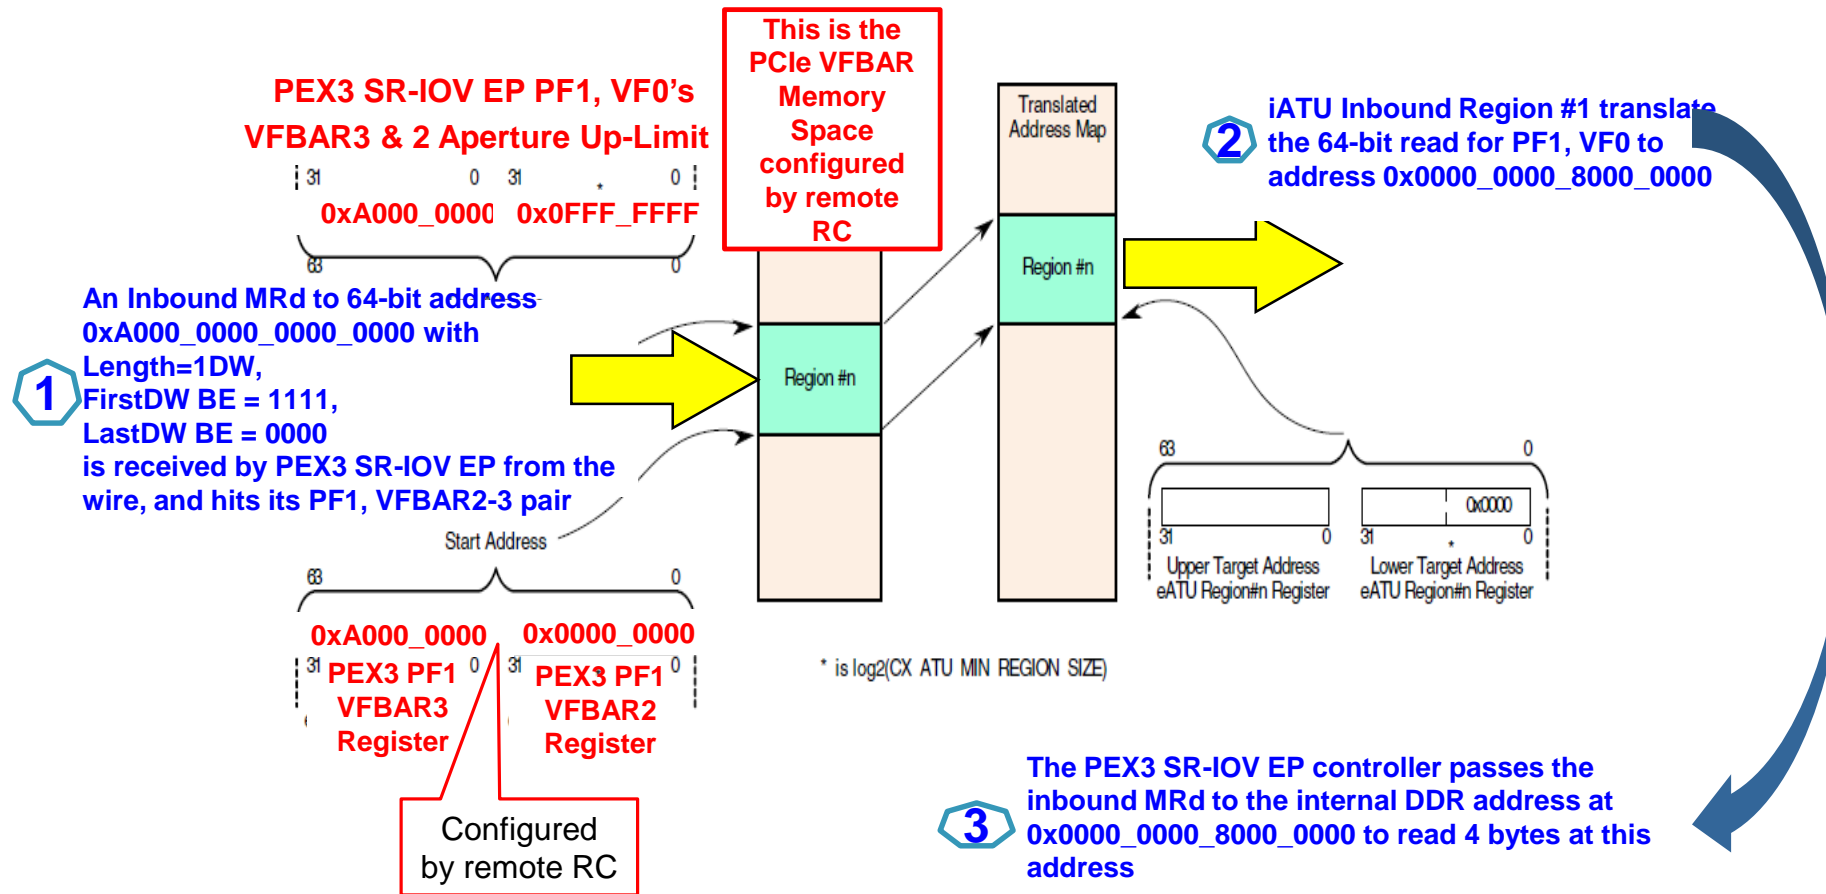 PEX3 SR-IOV EP PF1, VF0's
VFBAR3 & 2 Aperture Up-Limit
31 0 31 * 0
0xA000_0000 0x0FFF_FFFF
63 0
This is the
PCIe VFBAR
Memory
Space
configured
by remote
RC
Translated
Address Map
Region #n
2
iATU Inbound Region #1 translate
the 64-bit read for PF1, VF0 to
address 0x0000_0000_8000_0000
1
An Inbound MRd to 64-bit address
0xA000_0000_0000_0000 with
Length=1DW,
FirstDW BE = 1111,
LastDW BE = 0000
is received by PEX3 SR-IOV EP from the
wire, and hits its PF1, VFBAR2-3 pair
Region #n
Start Address
63 0
0xA000_0000 0x0000_0000
31 0 31 0
PEX3 PF1
VFBAR3
Register
PEX3 PF1
VFBAR2
Register
Configured
by remote RC
63 0
0x0000
31 0 31 * 0
Upper Target Address
eATU Region#n Register
Lower Target Address
eATU Region#n Register
* is log2(CX ATU MIN REGION SIZE)
3
The PEX3 SR-IOV EP controller passes the
inbound MRd to the internal DDR address at
0x0000_0000_8000_0000 to read 4 bytes at this
address